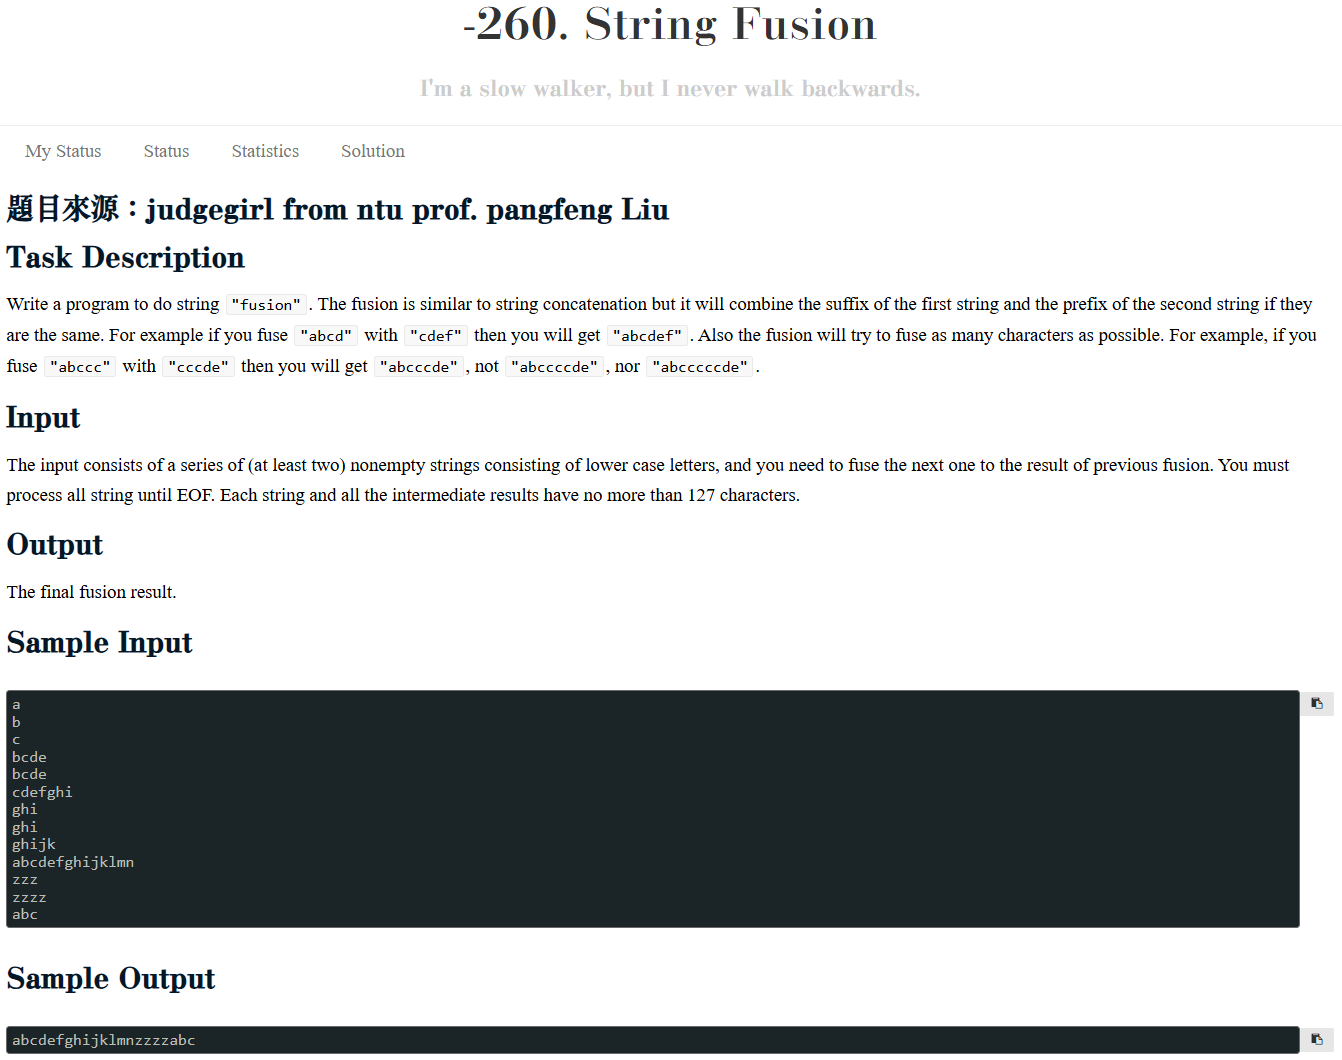 -260. String Fusion
I'm a slow walker, but I never walk backwards.
My Status Status Statistics Solution
題目來源：judgegirl from ntu prof. pangfeng Liu
Task Description
Write a program to do string "fusion". The fusion is similar to string concatenation but it will combine the suffix of the first string and the prefix of the second string if they
are the same. For example if you fuse "abcd" with "cdef" then you will get "abcdef". Also the fusion will try to fuse as many characters as possible. For example, if you
fuse "abccc" with "cccde" then you will get "abcccde", not "abccccde", nor "abcccccde".
Input
The input consists of a series of (at least two) nonempty strings consisting of lower case letters, and you need to fuse the next one to the result of previous fusion. You must
process all string until EOF. Each string and all the intermediate results have no more than 127 characters.
Output
The final fusion result.
Sample Input
a
b
c
bcde
bcde
cdefghi
ghi
ghi
ghijk
abcdefghijklmn
zzz
zzzz
abc
Sample Output
abcdefghijklmnzzzzabc